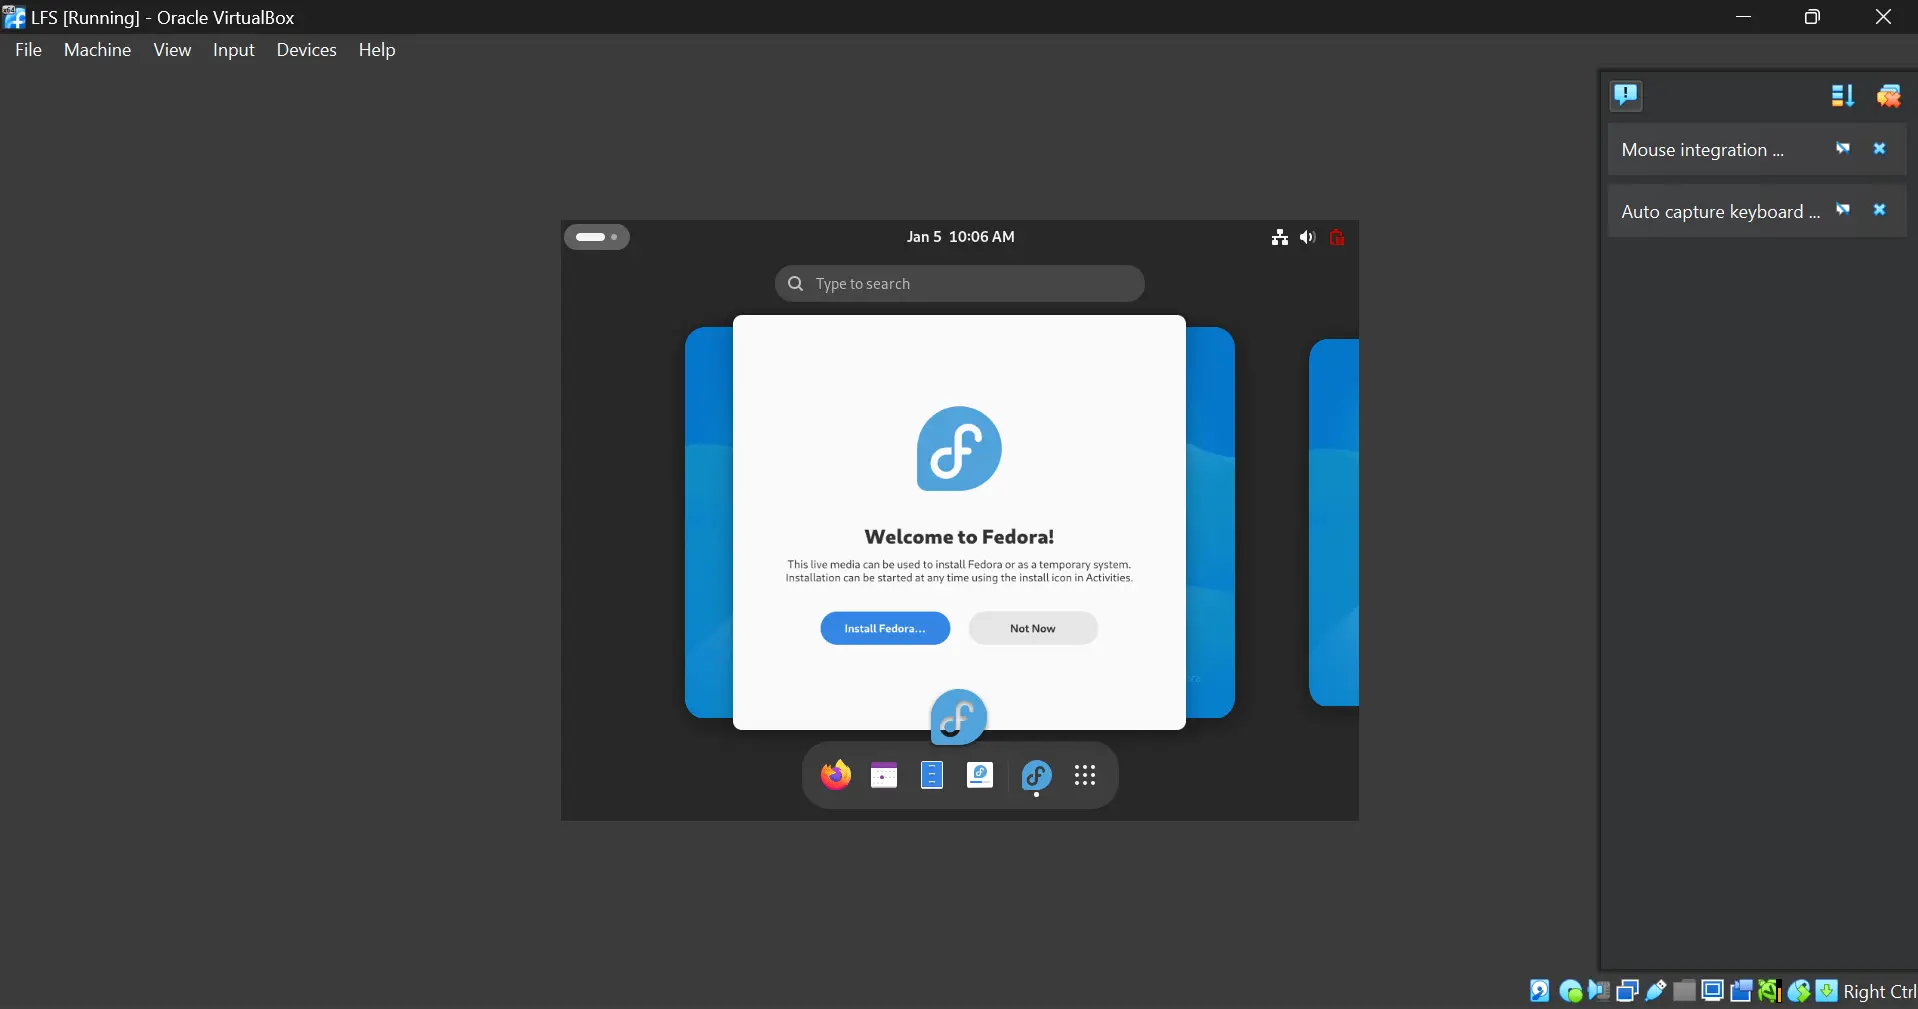 LFS [Running] - Oracle VirtualBox
File Machine View Input Devices Help
Mouse integration ...
Auto capture keyboard ...
Jan 5 10:06 AM
Type to search
Welcome to Fedora!
This live media can be used to install Fedora or as a temporary system.
Installation can be started at any time using the install icon in Activities.
Install Fedora... Not Now
Right Ctrl